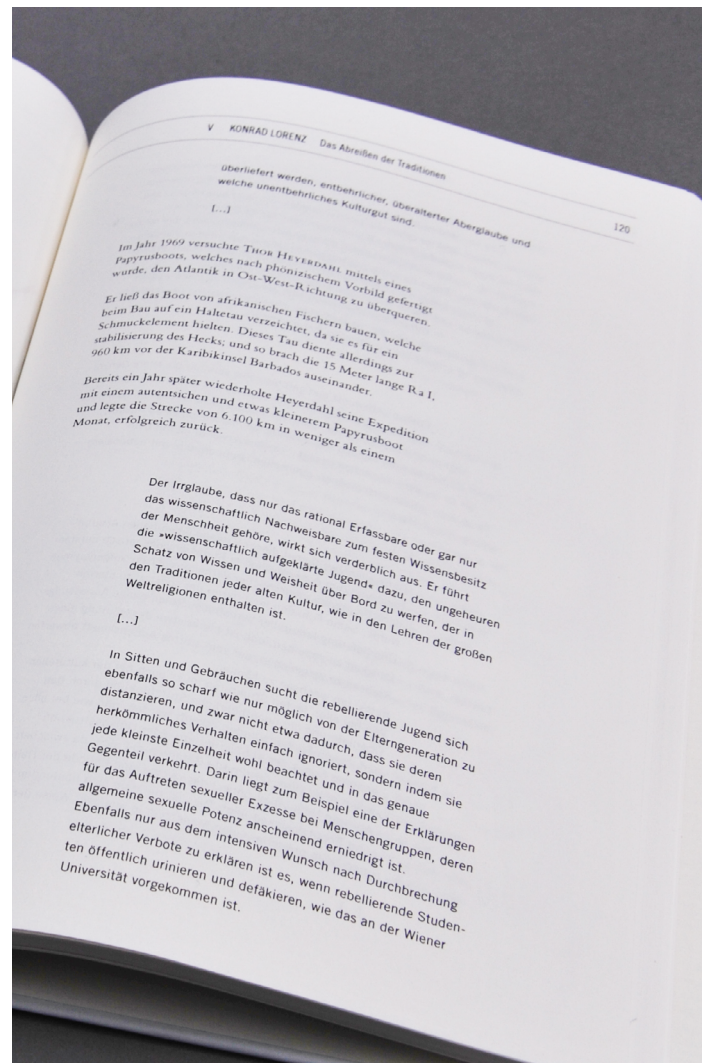 V KONRAD LORENZ Das Abreißen der Traditionen 120
überliefert werden, entbehrlicher, überalterter Aberglaube und
welche unentbehrliches Kulturgut sind.
[...]
Im Jahr 1969 versuchte THOR HEYERDAHL mittels eines
Papyrusboots, welches nach phönizischem Vorbild gefertigt
wurde, den Atlantik in Ost-West-Richtung zu überqueren.
Er ließ das Boot von afrikanischen Fischern bauen, welche
beim Bau auf ein Haltetau verzeichtet, da sie es für ein
Schmuckelement hielten. Dieses Tau diente allerdings zur
stabilisierung des Hecks; und so brach die 15 Meter lange Ra I,
960 km vor der Karibikinsel Barbados auseinander.
Bereits ein Jahr später wiederholte Heyerdahl seine Expedition
mit einem autentsichen und etwas kleinerem Papyrusboot
und legte die Strecke von 6.100 km in weniger als einem
Monat, erfolgreich zurück.
Der Irrglaube, dass nur das rational Erfassbare oder gar nur
das wissenschaftlich Nachweisbare zum festen Wissensbesitz
der Menschheit gehöre, wirkt sich verderblich aus. Er führt
die »wissenschaftlich aufgeklärte Jugend« dazu, den ungeheuren
Schatz von Wissen und Weisheit über Bord zu werfen, der in
den Traditionen jeder alten Kultur, wie in den Lehren der großen
Weltreligionen enthalten ist.
[...]
In Sitten und Gebräuchen sucht die rebellierende Jugend sich
ebenfalls so scharf wie nur möglich von der Elterngeneration zu
distanzieren, und zwar nicht etwa dadurch, dass sie deren
herkömmliches Verhalten einfach ignoriert, sondern indem sie
jede kleinste Einzelheit wohl beachtet und in das genaue
Gegenteil verkehrt. Darin liegt zum Beispiel eine der Erklärungen
für das Auftreten sexueller Exzesse bei Menschengruppen, deren
allgemeine sexuelle Potenz anscheinend erniedrigt ist.
Ebenfalls nur aus dem intensiven Wunsch nach Durchbrechung
elterlicher Verbote zu erklären ist es, wenn rebellierende Studen-
ten öffentlich urinieren und defäkieren, wie das an der Wiener
Universität vorgekommen ist.